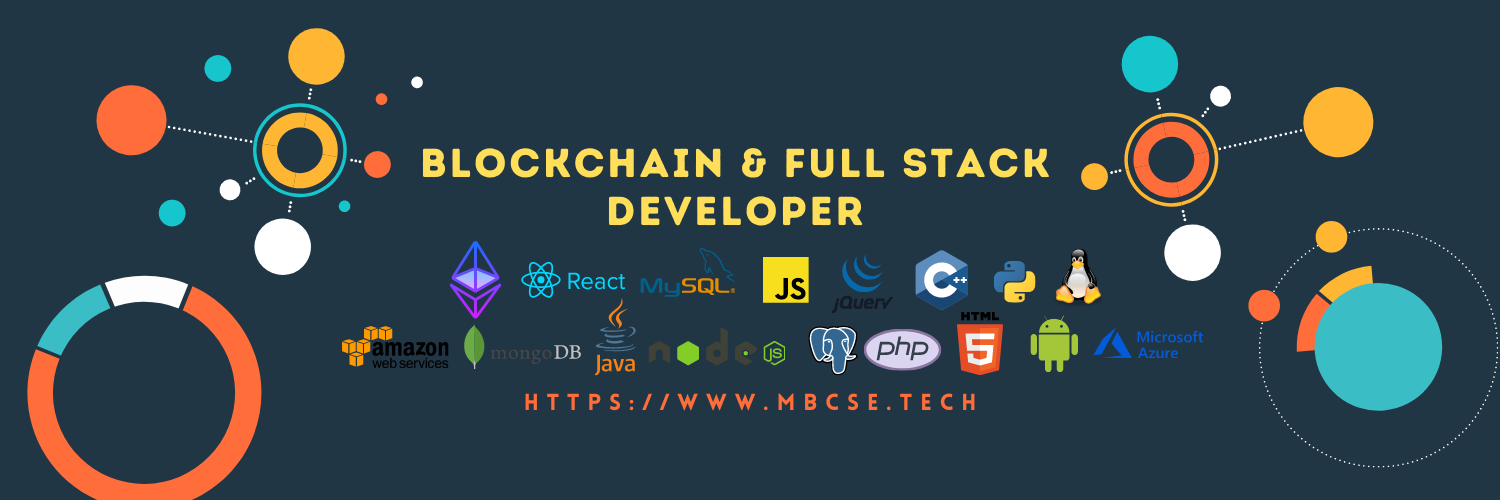 BLOCKCHAIN & FULL STACK
DEVELOPER
React MySQL. JS jQuery C++
amazon
web services
mongoDB Java node JS php HTML 5 Microsoft
Azure
HTTPS://WWW.MBCSE.TECH